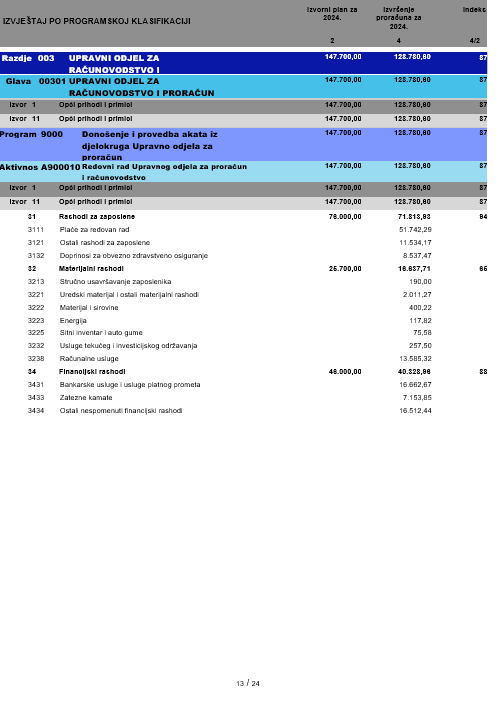 IZVJEŠTAJ PO PROGRAMSKOJ KLASIFIKACIJI
Izvorni plan za 2024. Izvršenje proračuna za 2024. Indeks
2 4 4/2
Razdje 003 UPRAVNI ODJEL ZA 147.700,00 128.780,60 87
RAČUNOVODSTVO I
Glava 00301 UPRAVNI ODJEL ZA 147.700,00 128.780,60 87
RAČUNOVODSTVO I PRORAČUN
Izvor 1 Opći prihodi i primici 147.700,00 128.780,60 87
Izvor 11 Opći prihodi i primici 147.700,00 128.780,60 87
Program 9000 Donošenje i provedba akata iz 147.700,00 128.780,60 87
djelokruga Upravno odjela za
proračun
Aktivnos A900010 Redovni rad Upravnog odjela za proračun 147.700,00 128.780,60 87
i računovodstvo
Izvor 1 Opći prihodi i primici 147.700,00 128.780,60 87
Izvor 11 Opći prihodi i primici 147.700,00 128.780,60 87
31 Rashodi za zaposlene 76.000,00 71.813,93 94
3111 Plaće za redovan rad 51.742,29
3121 Ostali rashodi za zaposlene 11.534,17
3132 Doprinosi za obvezno zdravstveno osiguranje 8.537,47
32 Materijalni rashodi 25.700,00 16.637,71 65
3213 Stručno usavršavanje zaposlenika 190,00
3221 Uredski materijal i ostali materijalni rashodi 2.011,27
3222 Materijal i sirovine 400,22
3223 Energija 117,82
3225 Sitni inventar i auto gume 75,58
3232 Usluge tekućeg i investicijskog održavanja 257,50
3238 Računalne usluge 13.585,32
34 Financijski rashodi 46.000,00 40.328,96 88
3431 Bankarske usluge i usluge platnog prometa 16.662,67
3433 Zatezne kamate 7.153,85
3434 Ostali nespomenuti financijski rashodi 16.512,44
13 / 24